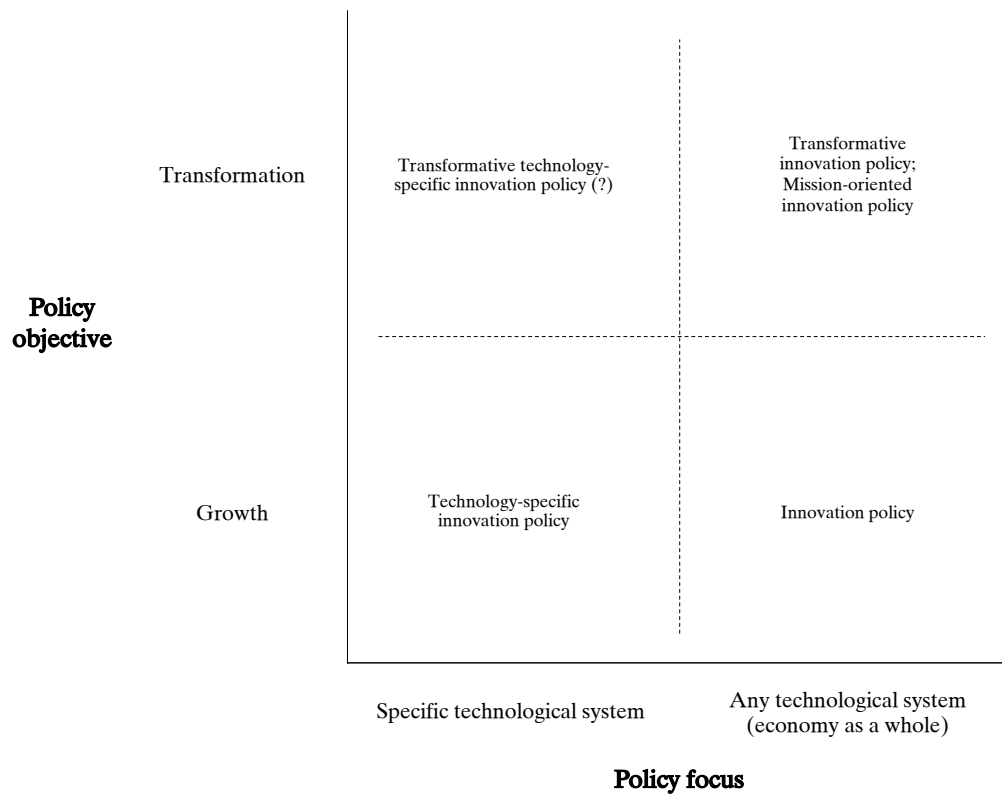 Transformation
Transformative technology-
specific innovation policy (?)
Transformative
innovation policy;
Mission-oriented
innovation policy
Policy
objective
Growth
Technology-specific
innovation policy
Innovation policy
Specific technological system
Any technological system
(economy as a whole)
Policy focus